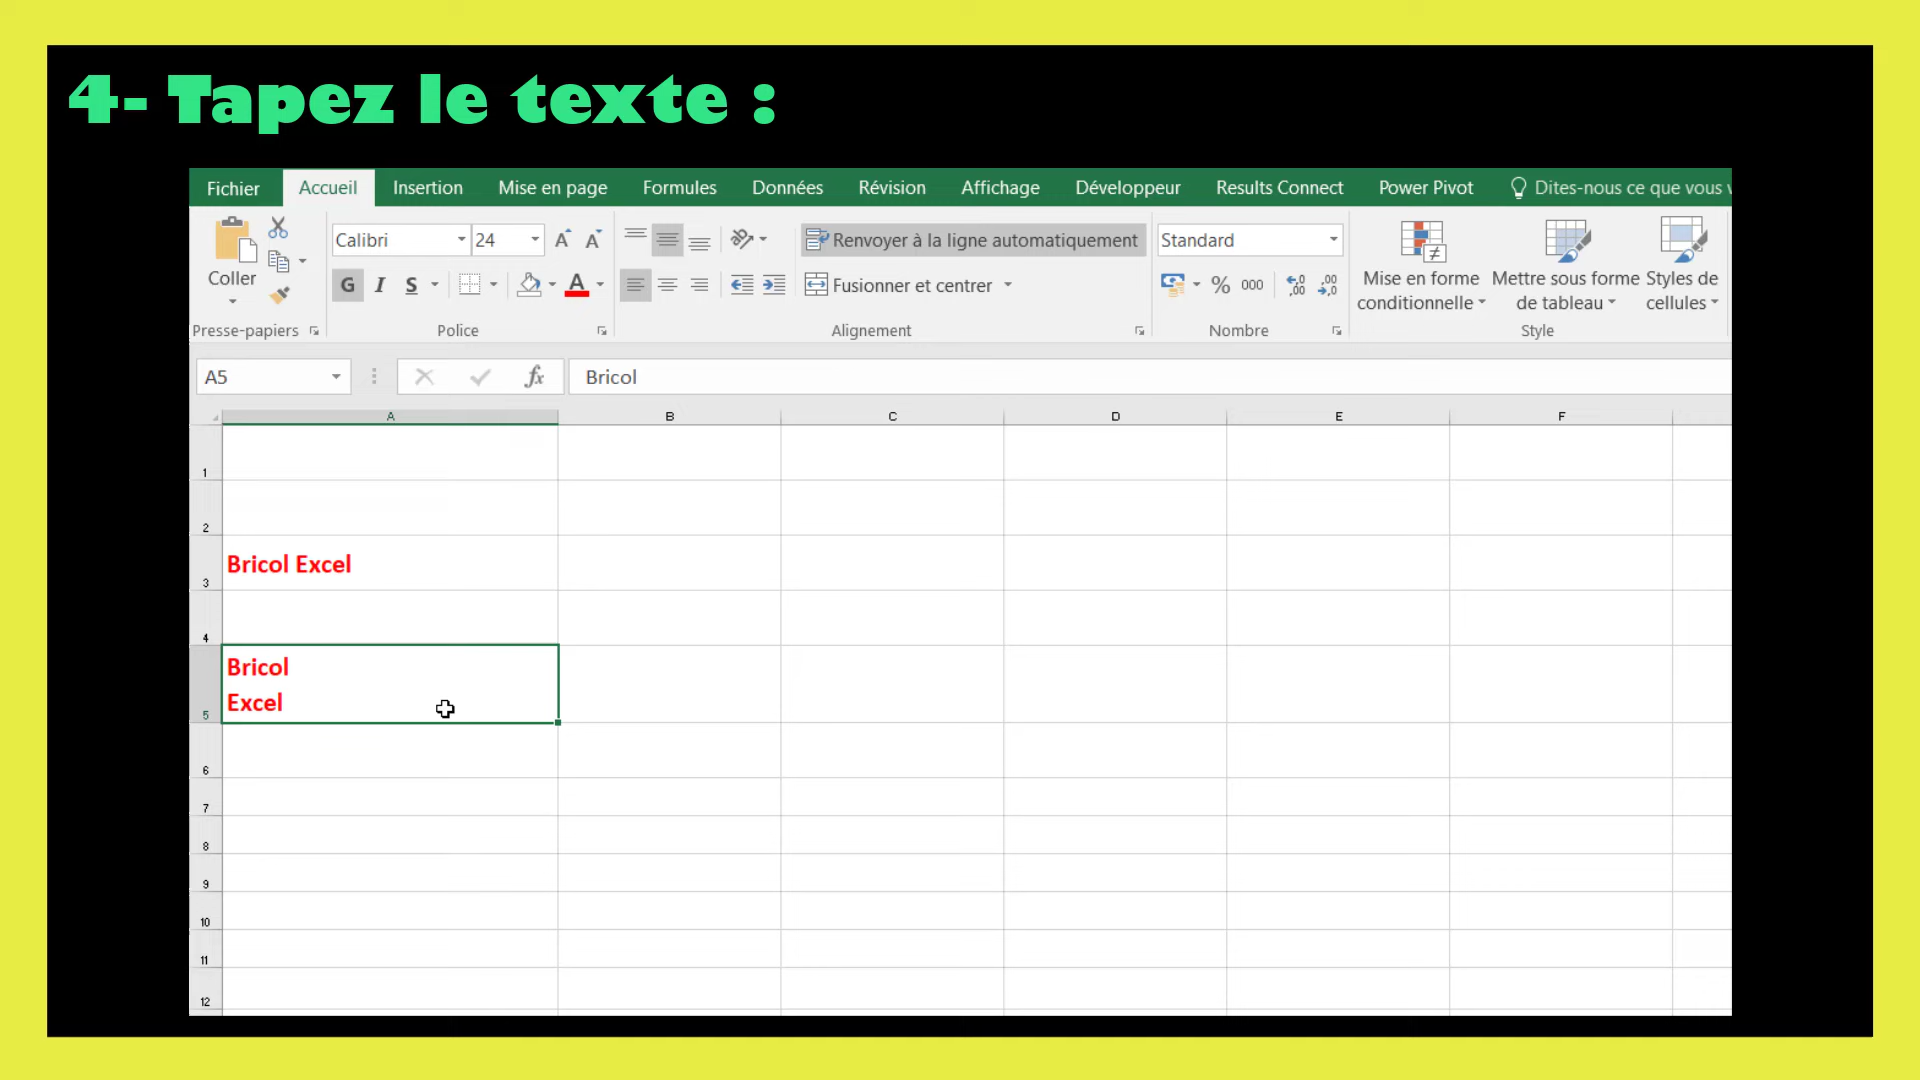 4- Tapez le texte :
Fichier Accueil Insertion Mise en page Formules Données Révision Affichage Développeur Results Connect Power Pivot Dites-nous ce que vous
Calibri 24 Renvoyer à la ligne automatiquement Standard
Coller G I S A Fusionner et centrer % 000 ,00 ,00 Mise en forme conditionnelle Mettre sous forme de tableau Styles de cellules
Presse-papiers Police Alignement Nombre Style
A5 fx Bricol
A B C D E F
1
2
Bricol Excel
3
4
Bricol
Excel
5
6
7
8
9
10
11
12